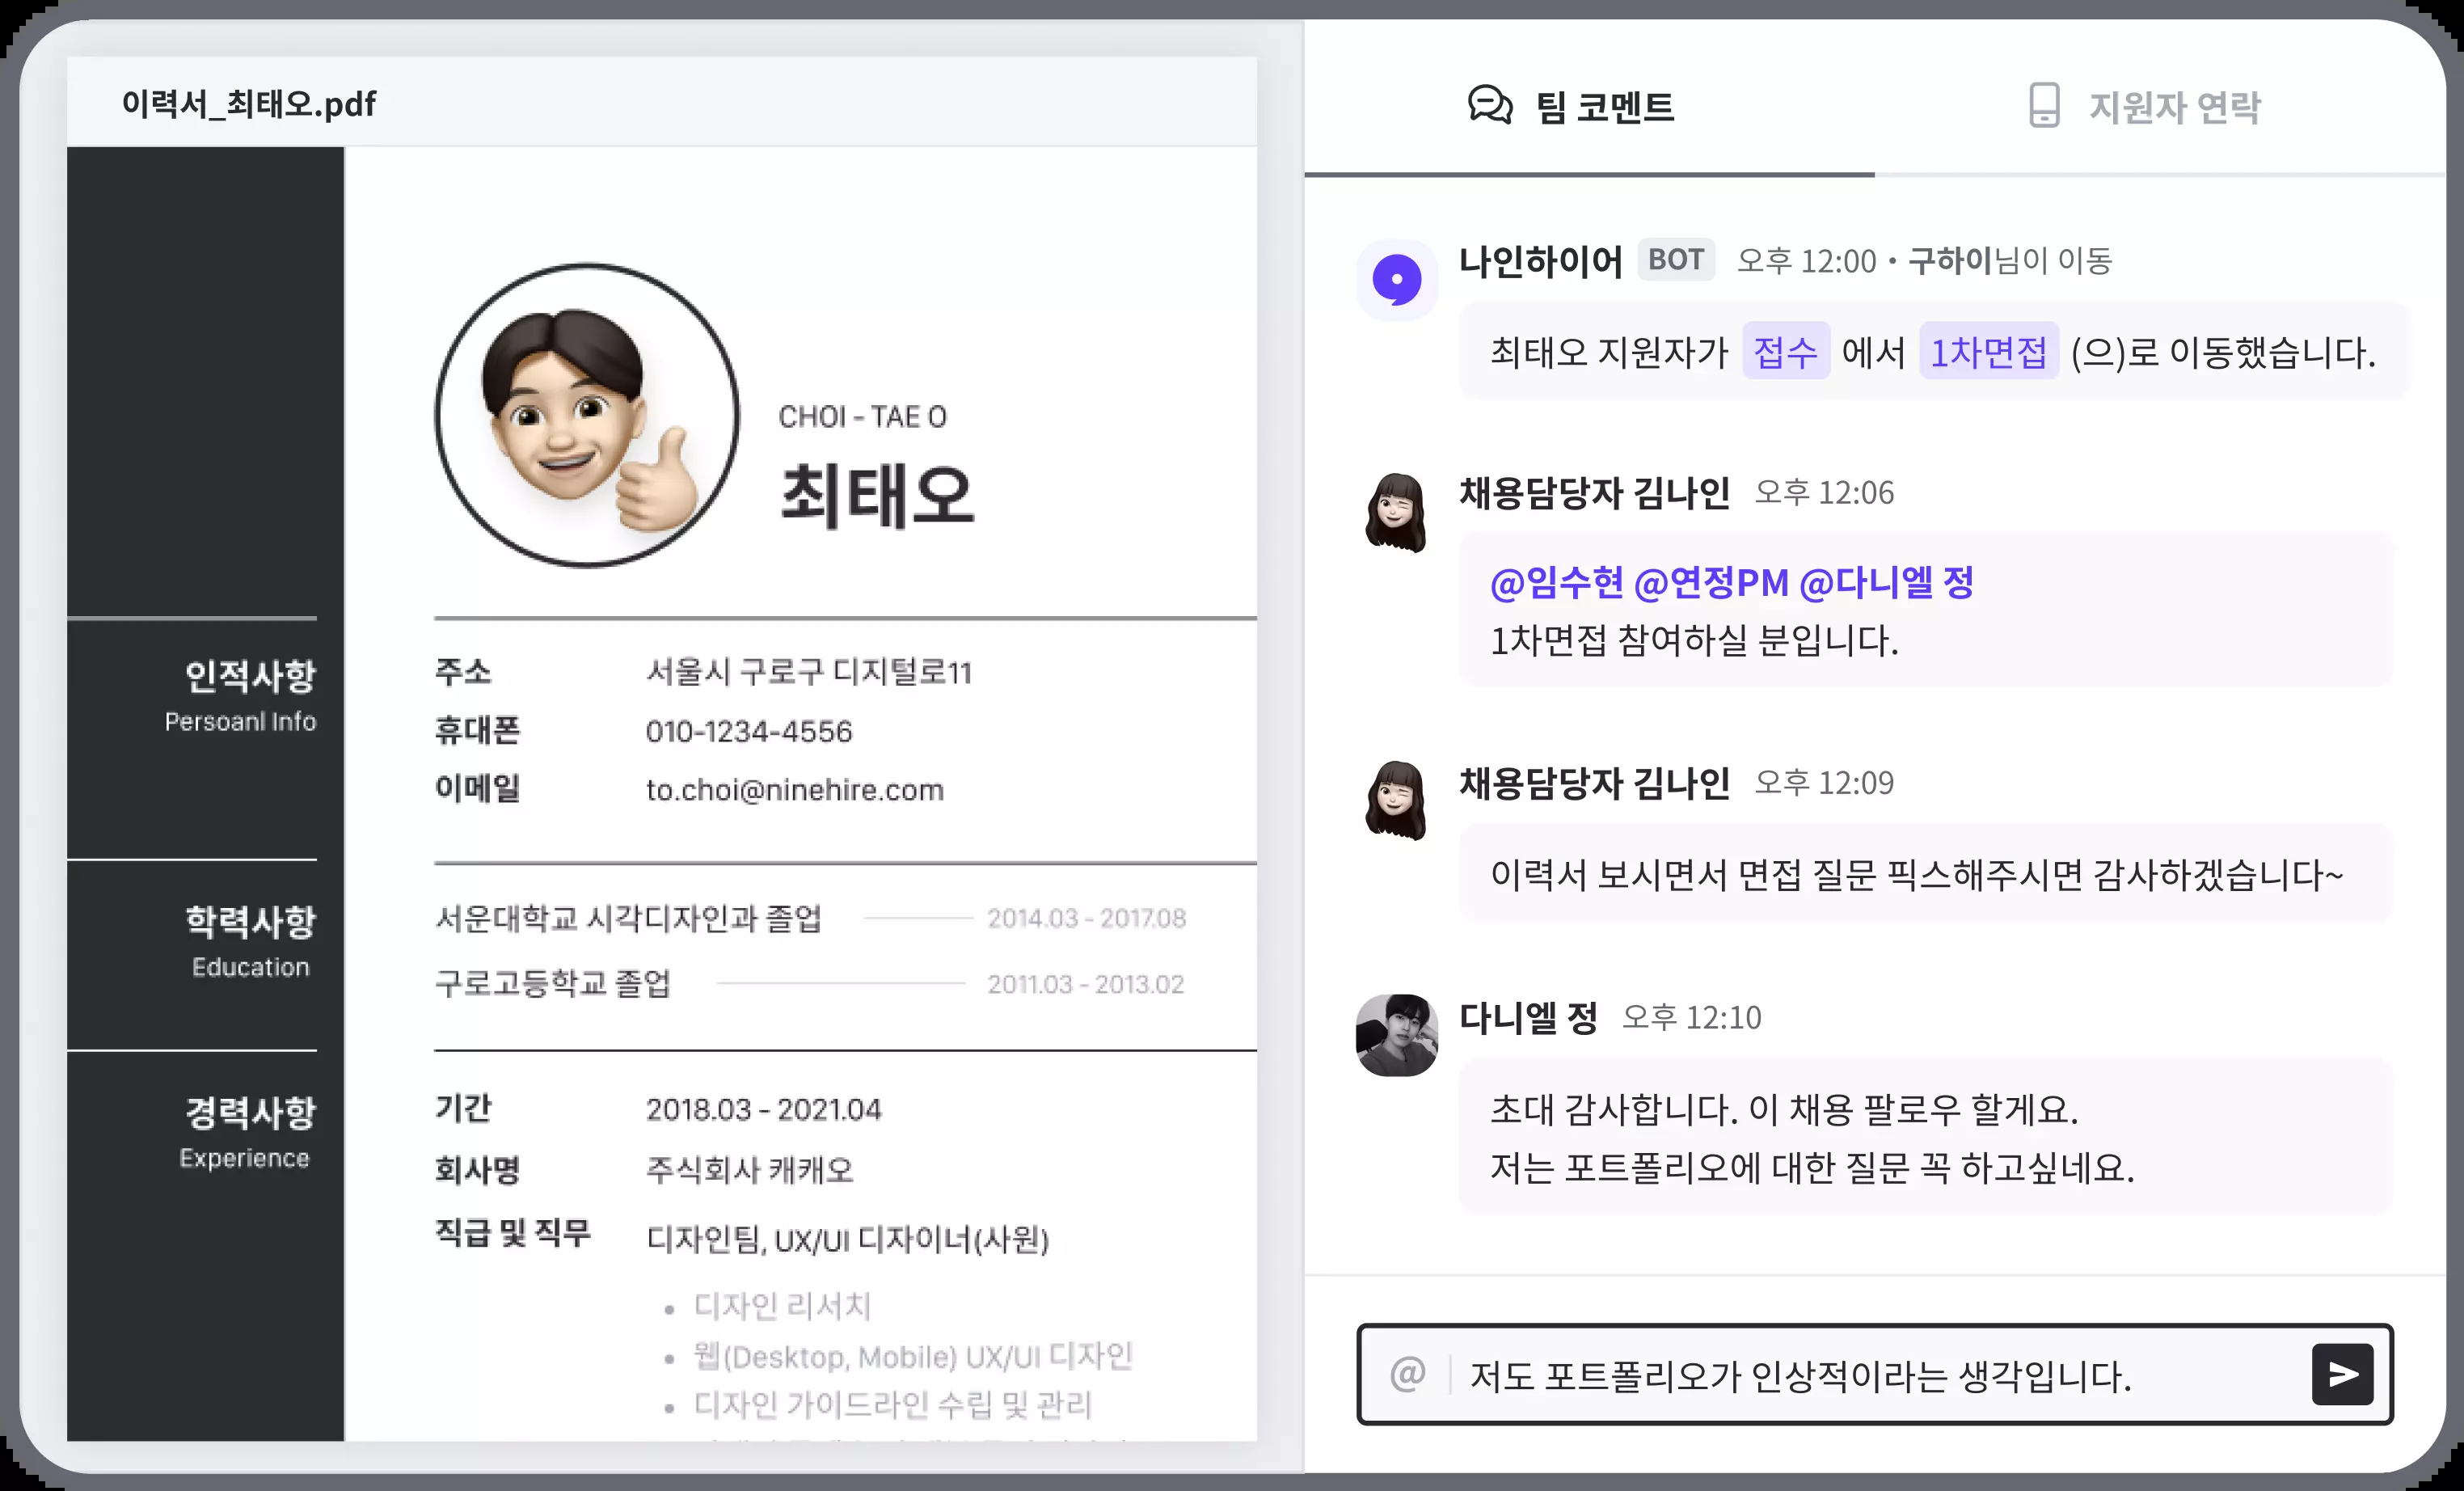 이력서_최태오.pdf
CHOI - TAE O
최태오
인적사항
Persoanl Info
주소 서울시 구로구 디지털로11
휴대폰 010-1234-4556
이메일 to.choi@ninehire.com
학력사항
Education
서운대학교 시각디자인과 졸업 2014.03 - 2017.08
구로고등학교 졸업 2011.03 - 2013.02
경력사항
Experience
기간 2018.03 - 2021.04
회사명 주식회사 캐캐오
직급 및 직무 디자인팀, UX/UI 디자이너(사원)
• 디자인 리서치
• 웹(Desktop, Mobile) UX/UI 디자인
• 디자인 가이드라인 수립 및 관리
팀 코멘트
지원자 연락
나인하이어 BOT 오후 12:00 • 구하이님이 이동
최태오 지원자가 접수 에서 1차면접 (으)로 이동했습니다.
채용담당자 김나인 오후 12:06
@임수현 @연정PM @다니엘 정
1차면접 참여하실 분입니다.
채용담당자 김나인 오후 12:09
이력서 보시면서 면접 질문 픽스해주시면 감사하겠습니다~
다니엘 정 오후 12:10
초대 감사합니다. 이 채용 팔로우 할게요.
저는 포트폴리오에 대한 질문 꼭 하고싶네요.
@ 저도 포트폴리오가 인상적이라는 생각입니다.